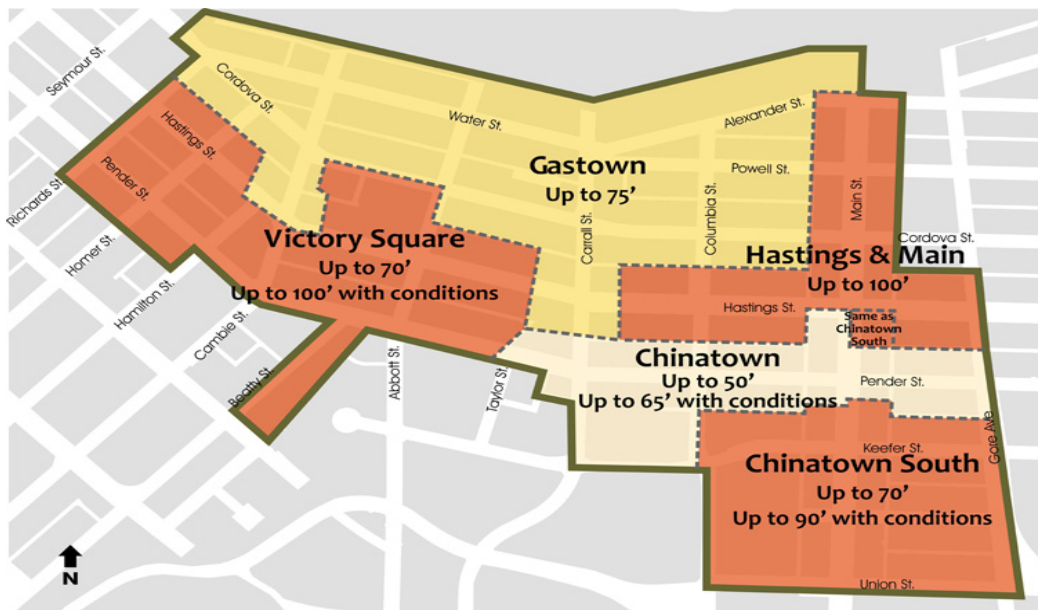 Seymour St.
Cordova St.
Water St.
Alexander St.
Hastings St.
Gastown
Up to 75'
Powell St.
Pender St.
Columbia St.
Main St.
Richards St.
Carrall St.
Homer St.
Victory Square
Up to 70'
Up to 100' with conditions
Cordova St.
Hastings & Main
Up to 100'
Hamilton St.
Hastings St.
Same as
Chinatown
South
Cambie St.
Chinatown
Up to 50'
Up to 65' with conditions
Pender St.
Beatty St.
Abbott St.
Taylor St.
Gore Ave
Keefer St.
Chinatown South
Up to 70'
Up to 90' with conditions
N
Union St.